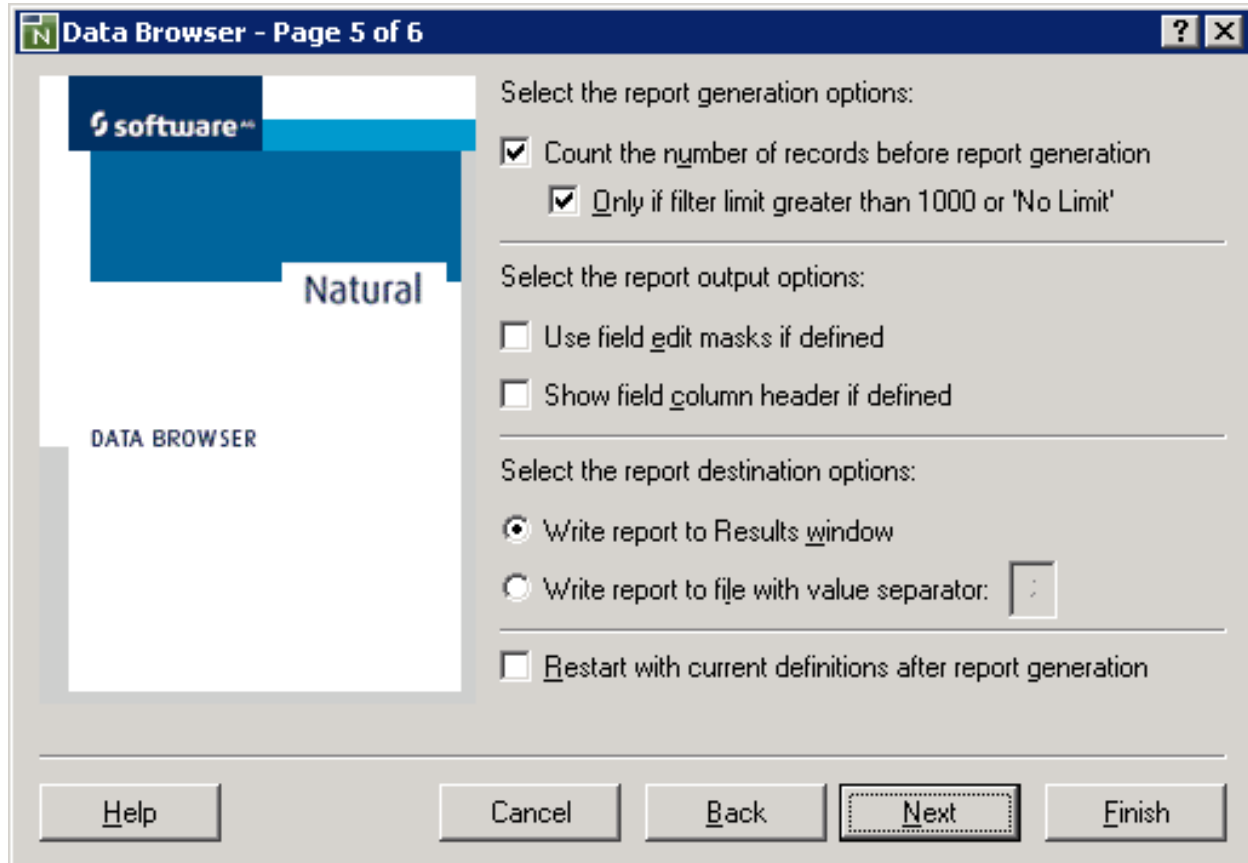 Data Browser - Page 5 of 6
software AG
Natural
DATA BROWSER
Select the report generation options:
Count the number of records before report generation
Only if filter limit greater than 1000 or 'No Limit'
Select the report output options:
Use field edit masks if defined
Show field column header if defined
Select the report destination options:
Write report to Results window
Write report to file with value separator: ;
Restart with current definitions after report generation
Help Cancel Back Next Finish